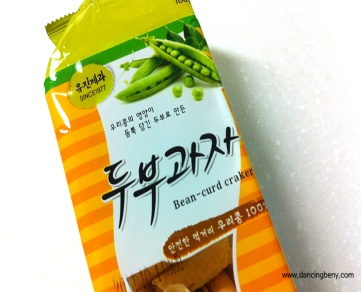 유진제과
SINCE1977
우리콩의 영양이
듬뿍 담긴 두부로 만든
두부과자
Bean-curd craker
안전한 먹거리 우리콩 100%
www.dancingbeny.com